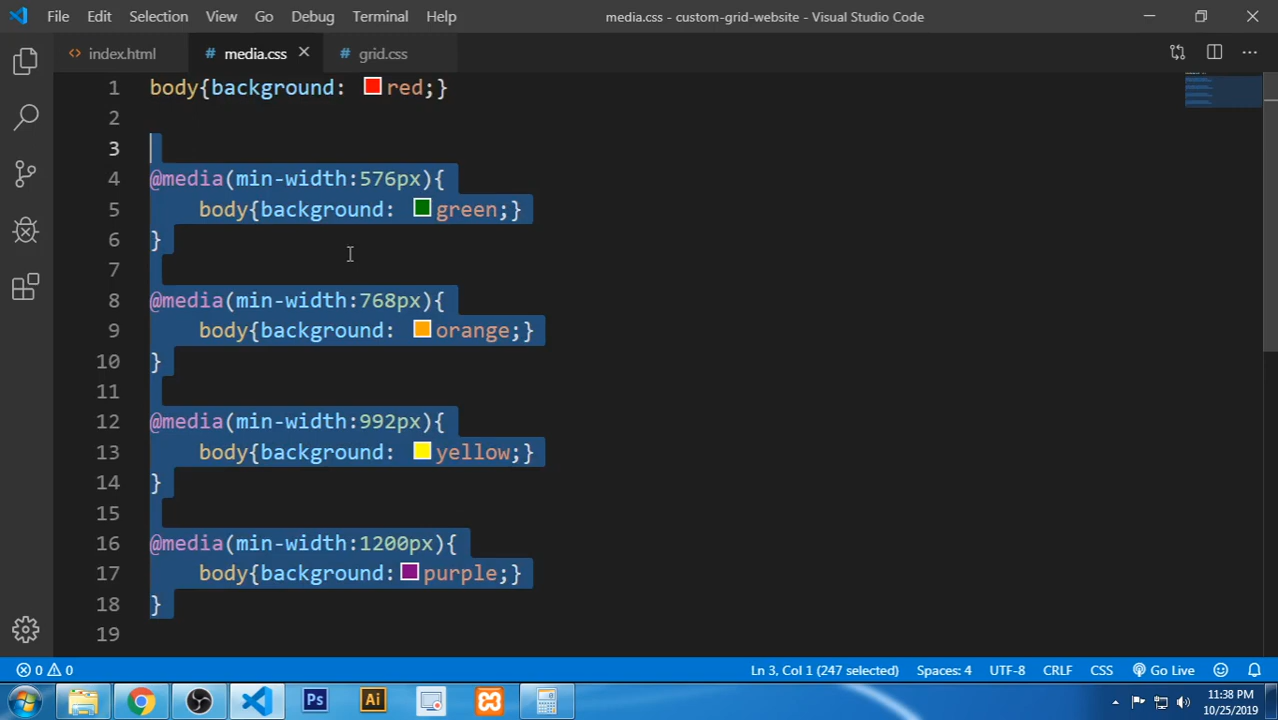 File Edit Selection View Go Debug Terminal Help media.css - custom-grid-website - Visual Studio Code
<> index.html # media.css × # grid.css ...
1 body{background: red;}
2
3
4 @media(min-width:576px){
5 body{background: green;}
6 }
7
8 @media(min-width:768px){
9 body{background: orange;}
10 }
11
12 @media(min-width:992px){
13 body{background: yellow;}
14 }
15
16 @media(min-width:1200px){
17 body{background:purple;}
18 }
19
0 0 Ln 3, Col 1 (247 selected) Spaces: 4 UTF-8 CRLF CSS Go Live
Ps Ai 11:38 PM
10/25/2019